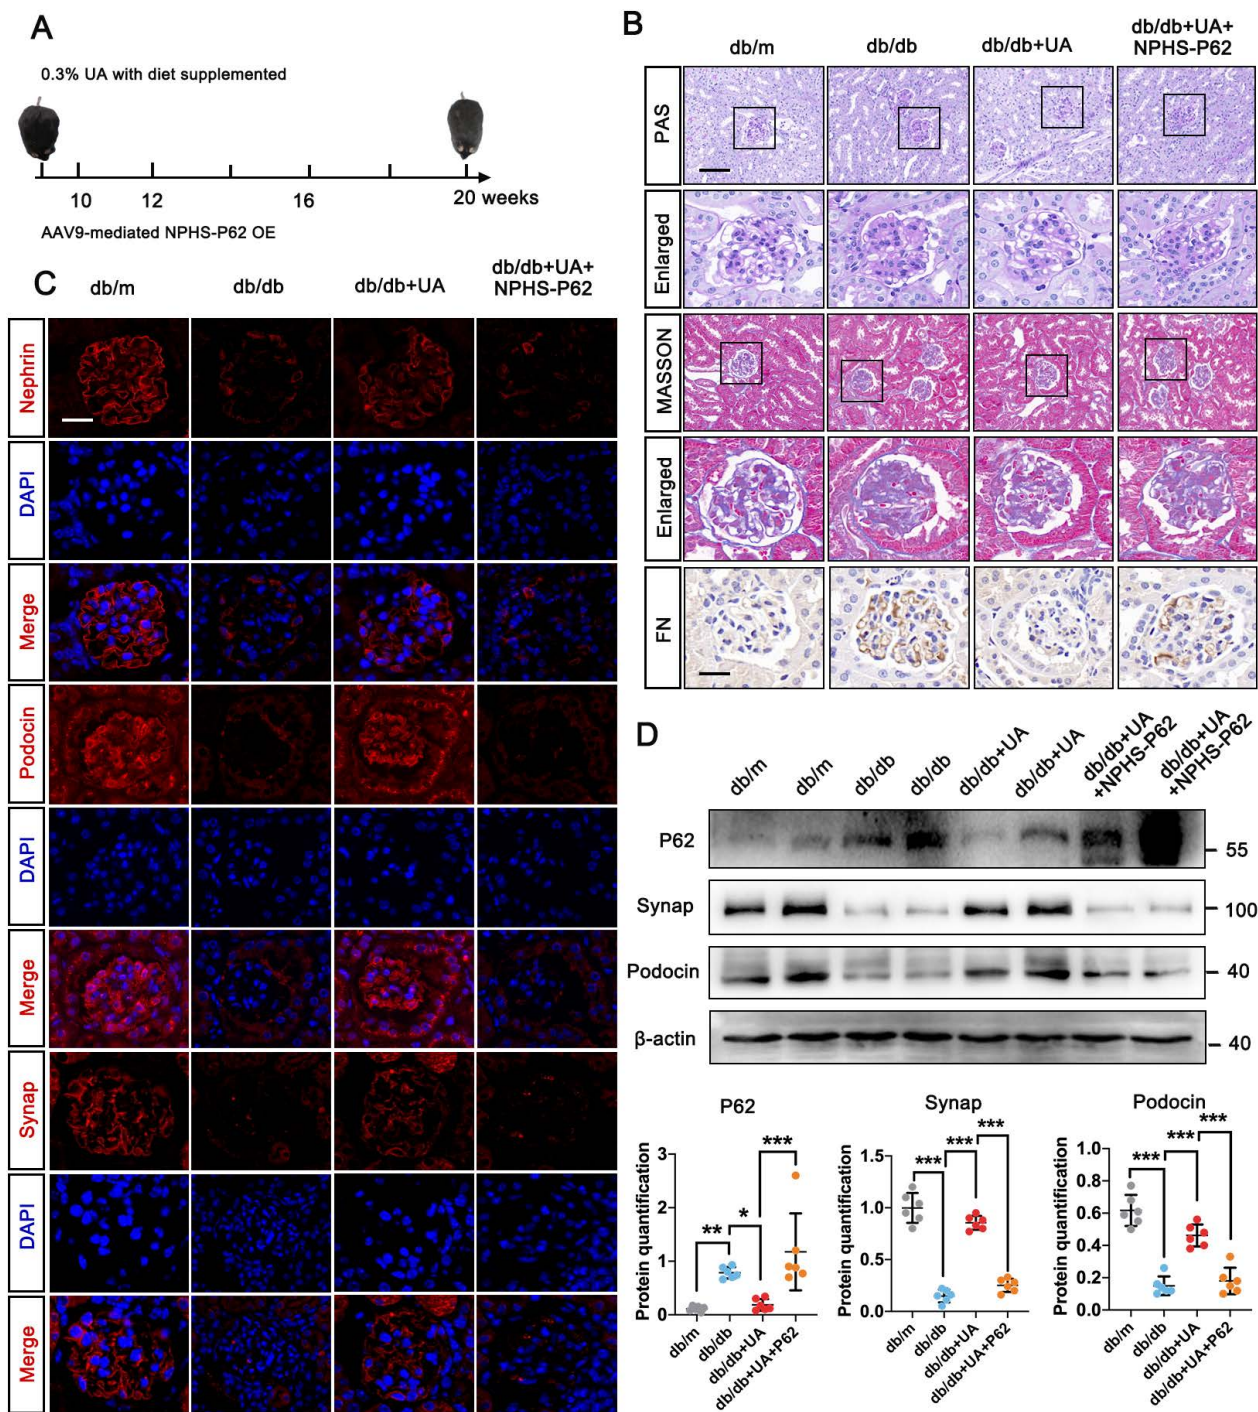 A
0.3% UA with diet supplemented
10
12
16
20 weeks
AAV9-mediated NPHS-P62 OE
B
db/m
db/db
db/db+UA
db/db+UA+
NPHS-P62
PAS
Enlarged
MASSON
Enlarged
FN
C
db/m
db/db
db/db+UA
db/db+UA+
NPHS-P62
Nephrin
DAPI
Merge
Podocin
DAPI
Merge
Synap
DAPI
Merge
D
db/m
db/m
db/db
db/db
db/db+UA
db/db+UA
db/db+UA
+NPHS-P62
db/db+UA
+NPHS-P62
P62
55
Synap
100
Podocin
40
β-actin
40
P62
Protein quantification
3
2
1
0
**
*
***
db/m
db/db
db/db+UA
db/db+UA+P62
Synap
Protein quantification
1.5
1.0
0.5
0.0
***
***
***
db/m
db/db
db/db+UA
db/db+UA+P62
Podocin
Protein quantification
1.0
0.8
0.6
0.4
0.2
0.0
***
***
***
db/m
db/db
db/db+UA
db/db+UA+P62